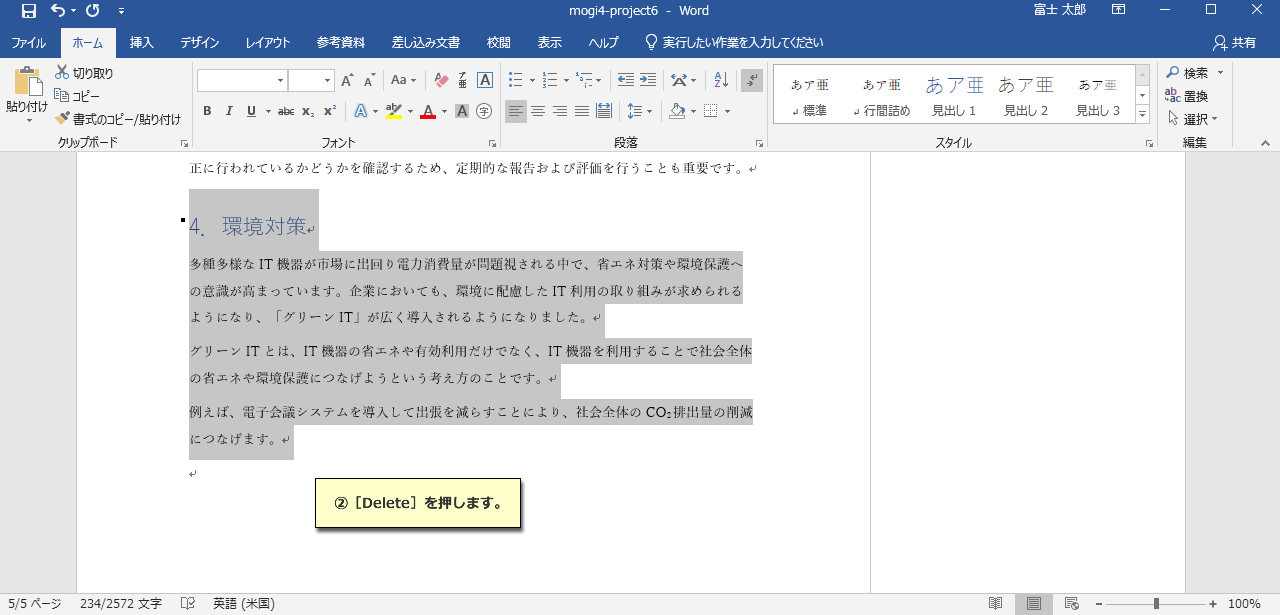 mogi4-project6 - Word
富士 太郎
ファイル ホーム 挿入 デザイン レイアウト 参考資料 差し込み文書 校閲 表示 ヘルプ 実行したい作業を入力してください 共有
貼り付け
切り取り
コピー
書式のコピー/貼り付け
クリップボード
Aa
A
B I U abc x₂ x² A ab A A 字
フォント
段落
あア亜 あア亜 あア亜 あア亜 あア亜
標準 行間詰め 見出し 1 見出し 2 見出し 3
スタイル
検索
置換
選択
編集
正に行われているかどうかを確認するため、定期的な報告および評価を行うことも重要です。
4. 環境対策
多種多様な IT 機器が市場に出回り電力消費量が問題視される中で、省エネ対策や環境保護へ
の意識が高まっています。企業においても、環境に配慮した IT 利用の取り組みが求められる
ようになり、「グリーン IT」が広く導入されるようになりました。
グリーン IT とは、IT 機器の省エネや有効利用だけでなく、IT 機器を利用することで社会全体
の省エネや環境保護につなげようという考え方のことです。
例えば、電子会議システムを導入して出張を減らすことにより、社会全体の CO₂排出量の削減
につなげます。
②［Delete］を押します。
5/5 ページ 234/2572 文字 英語 (米国) 100%